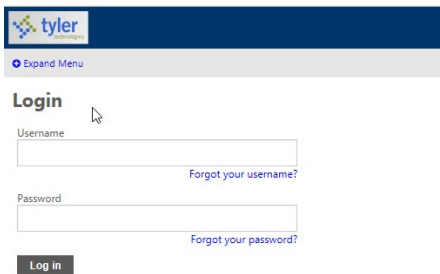 tyler
technologies
Expand Menu
Login
Username
Forgot your username?
Password
Forgot your password?
Log in